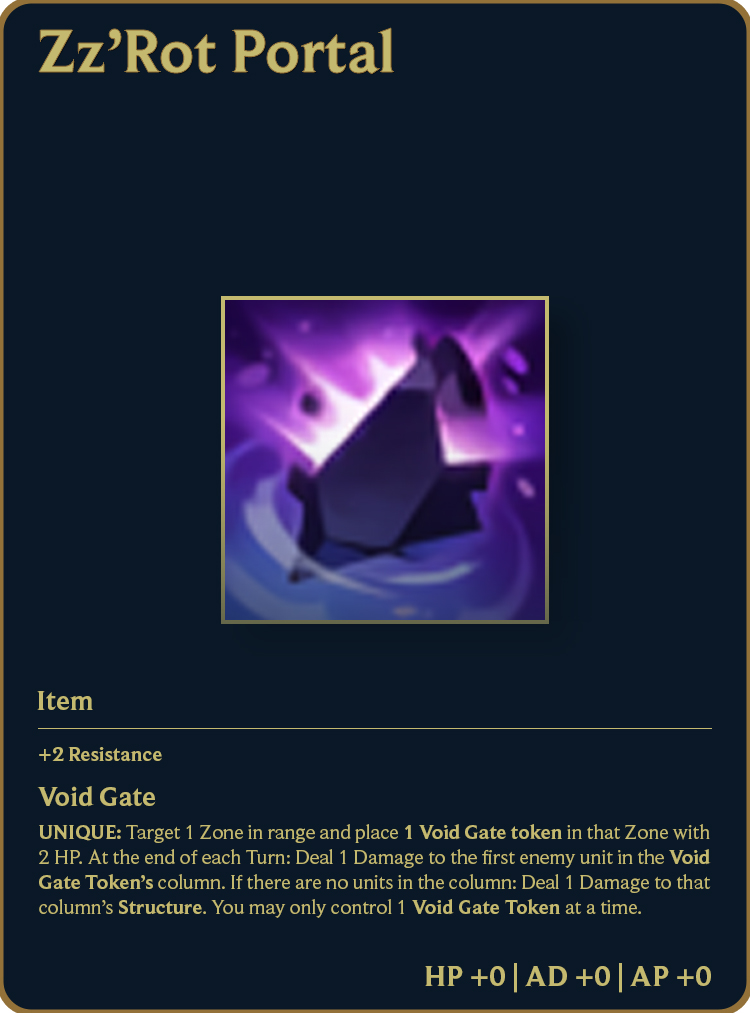 Zz’Rot Portal
Item
+2 Resistance
Void Gate
UNIQUE: Target 1 Zone in range and place 1 Void Gate token in that Zone with
2 HP. At the end of each Turn: Deal 1 Damage to the first enemy unit in the Void
Gate Token’s column. If there are no units in the column: Deal 1 Damage to that
column’s Structure. You may only control 1 Void Gate Token at a time.
HP +0 | AD +0 | AP +0